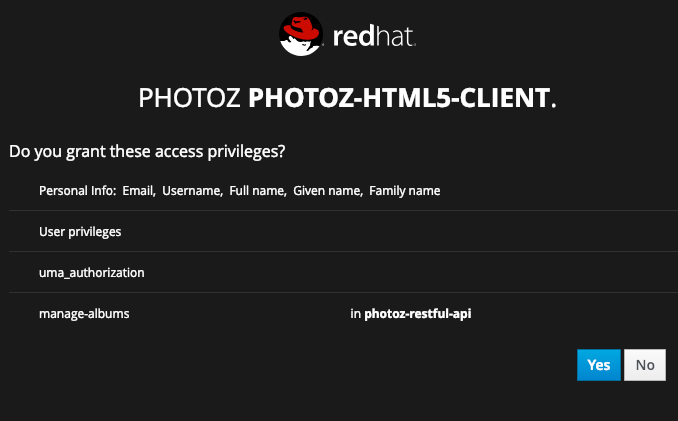 redhat.
PHOTOZ PHOTOZ-HTML5-CLIENT.
Do you grant these access privileges?
Personal Info: Email, Username, Full name, Given name, Family name
User privileges
uma_authorization
manage-albums in photoz-restful-api
Yes No